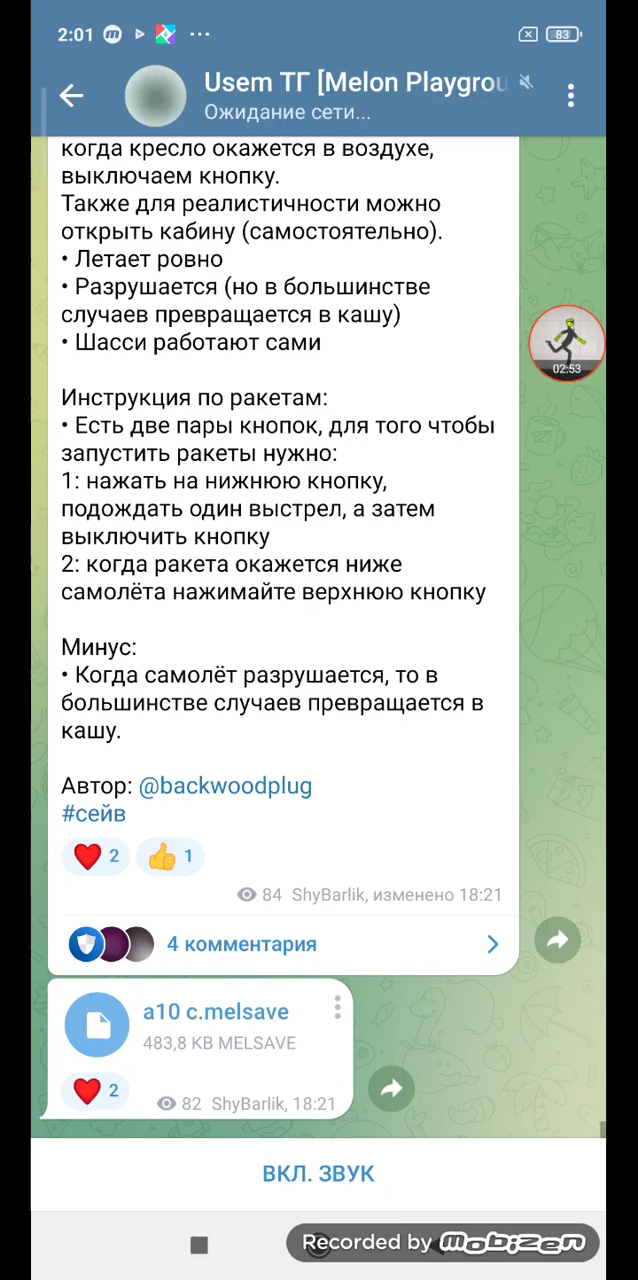 2:01
83
Usem ТГ [Melon Playgrou
Ожидание сети...
когда кресло окажется в воздухе,
выключаем кнопку.
Также для реалистичности можно
открыть кабину (самостоятельно).
• Летает ровно
• Разрушается (но в большинстве
случаев превращается в кашу)
• Шасси работают сами
02:53
Инструкция по ракетам:
• Есть две пары кнопок, для того чтобы
запустить ракеты нужно:
1: нажать на нижнюю кнопку,
подождать один выстрел, а затем
выключить кнопку
2: когда ракета окажется ниже
самолёта нажимайте верхнюю кнопку
Минус:
• Когда самолёт разрушается, то в
большинстве случаев превращается в
кашу.
Автор: @backwoodplug
#сейв
2 1
84 ShyBarlik, изменено 18:21
4 комментария
a10 c.melsave
483,8 KB MELSAVE
2 82 ShyBarlik, 18:21
ВКЛ. ЗВУК
Recorded by mobizen